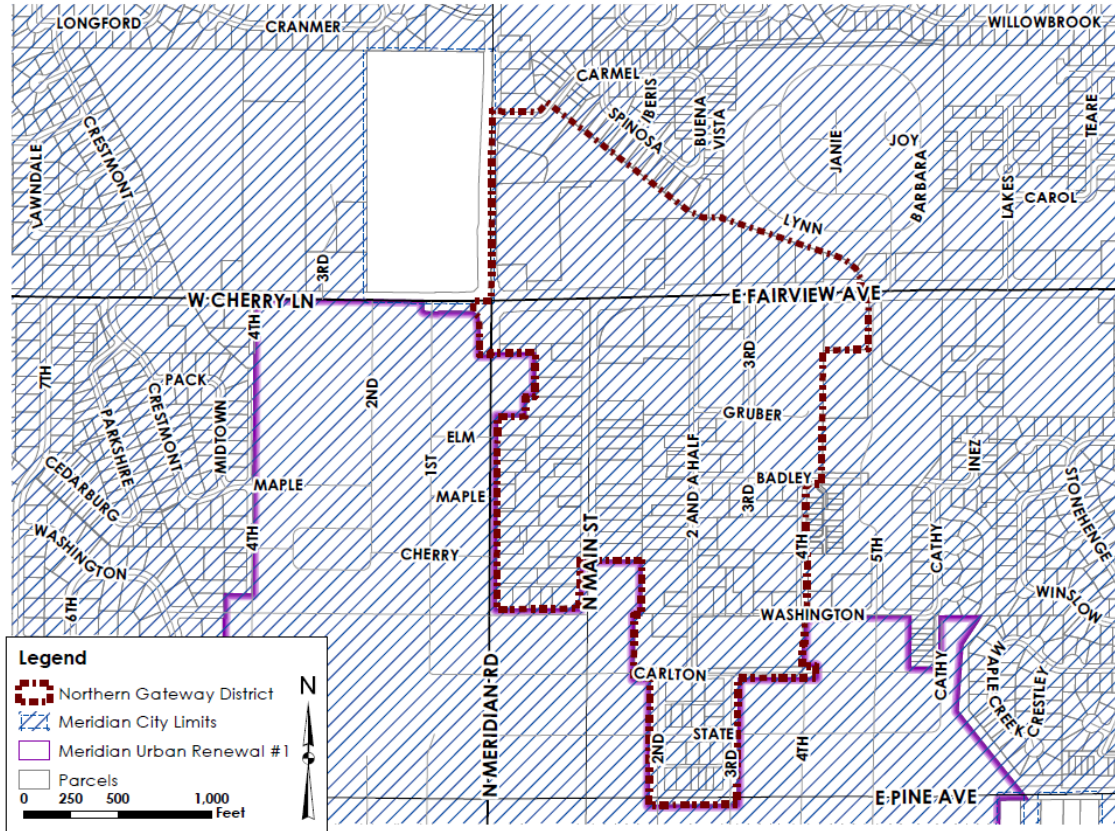 LONGFORD
CRANMER
WILLOWBROOK
CARMEL
IBERIS
SPINOSA
BUENA
VISTA
TEARE
CRESTMONT
LAWNDALE
JANIE
JOY
BARBARA
LAKES
CAROL
LYNN
3RD
W CHERRY LN
E FAIRVIEW AVE
4TH
7TH
PACK
CRESTMONT
MIDTOWN
PARKSHIRE
CEDARBURG
2ND
3RD
GRUBER
ELM
1ST
2 AND A HALF
INEZ
MAPLE
MAPLE
3RD
BADLEY
STONEHENGE
WASHINGTON
4TH
CHERRY
N MAIN ST
4TH
5TH
CATHY
6TH
WASHINGTON
WINSLOW
CARLTON
CATHY
MAPLE CREEK
CRESTLEY
N MERIDIAN RD
2ND
STATE
3RD
4TH
E PINE AVE
Legend
Northern Gateway District
Meridian City Limits
Meridian Urban Renewal #1
Parcels
N
0 250 500 1,000
Feet